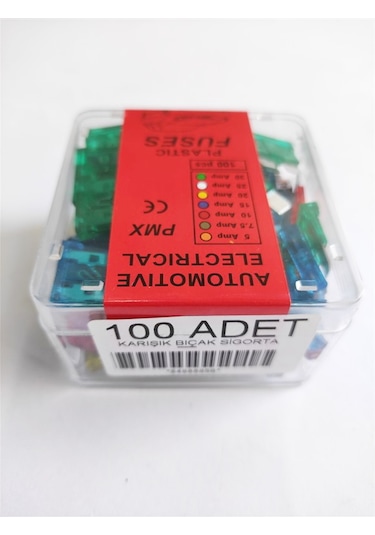 AUTOMOTIVE
ELECTRICAL
PMX CE
5 Amp
7.5 Amp
10 Amp
15 Amp
20 Amp
25 Amp
30 Amp
100 pcs
PLASTIC
FUSES
100 ADET
KARIŞIK BIÇAK SİGORTA